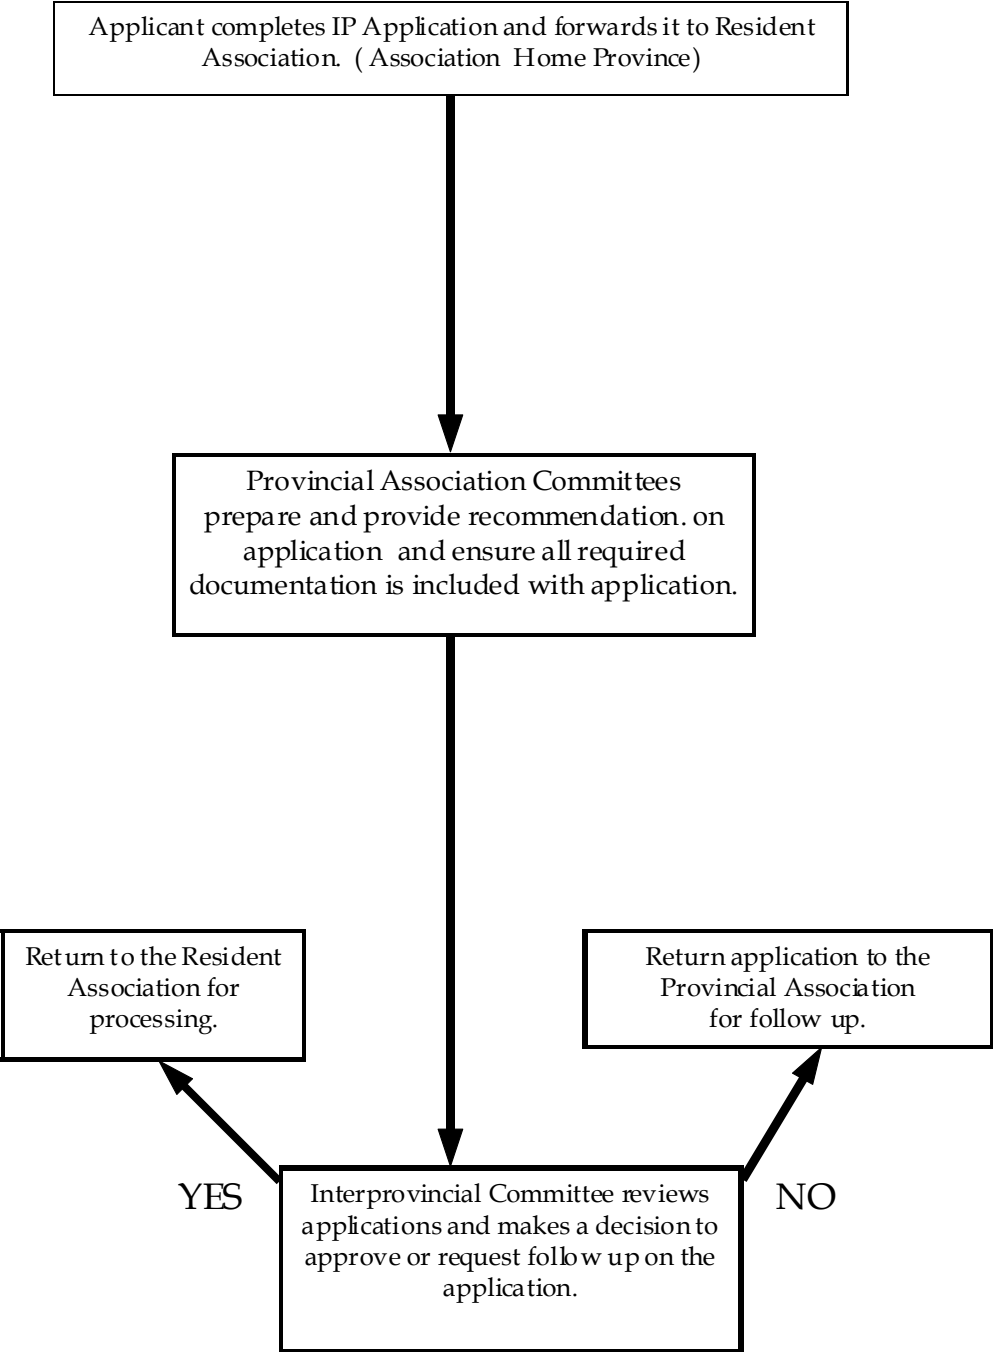 Applicant completes IP Application and forwards it to Resident
Association. ( Association Home Province)
Provincial Association Committees
prepare and provide recommendation. on
application and ensure all required
documentation is included with application.
Return to the Resident
Association for
processing.
Return application to the
Provincial Association
for follow up.
YES
NO
Interprovincial Committee reviews
applications and makes a decision to
approve or request follow up on the
application.